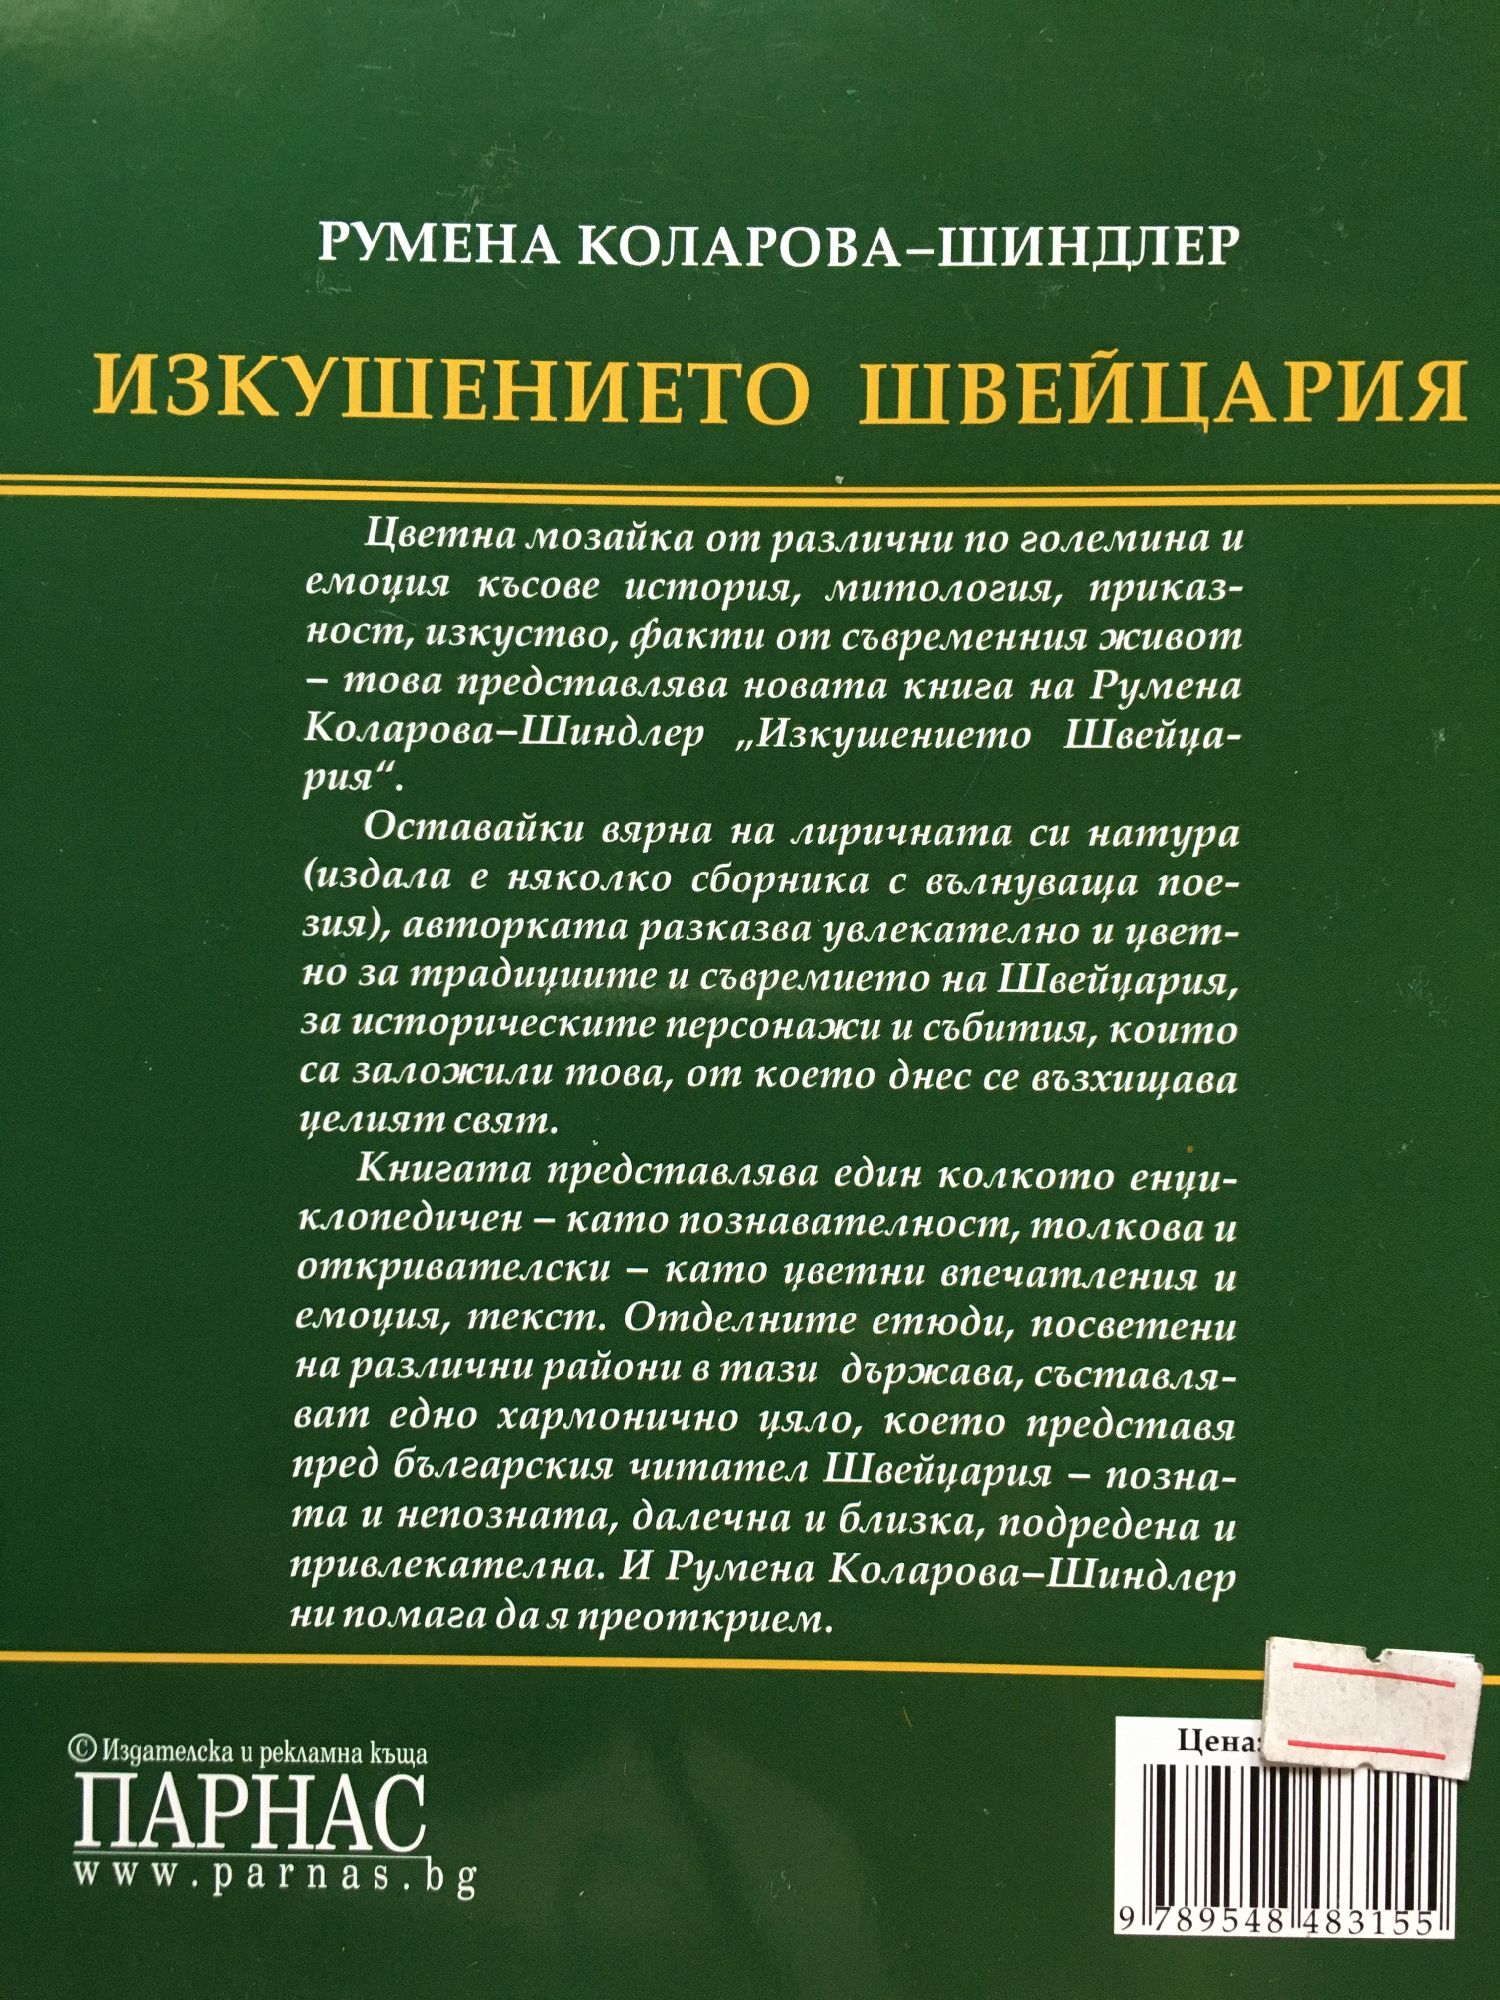 РУМЕНА КОЛАРОВА–ШИНДЛЕР
ИЗКУШЕНИЕТО ШВЕЙЦАРИЯ
Цветна мозайка от различни по големина и
емоция късове история, митология, приказ-
ност, изкуство, факти от съвременния живот
– това представлява новата книга на Румена
Коларова–Шиндлер „Изкушението Швейца-
рия“.
Оставайки вярна на лиричната си натура
(издала е няколко сборника с вълнуваща пое-
зия), авторката разказва увлекателно и цвет-
но за традициите и съвремието на Швейцария,
за историческите персонажи и събития, които
са заложили това, от което днес се възхищава
целият свят.
Книгата представлява един колкото енци-
клопедичен – като познавателност, толкова и
откривателски – като цветни впечатления и
емоция, текст. Отделните етюди, посветени
на различни райони в тази държава, съставля-
ват едно хармонично цяло, което представя
пред българския читател Швейцария – позна-
та и непозната, далечна и близка, подредена и
привлекателна. И Румена Коларова–Шиндлер
ни помага да я преоткрием.
© Издателска и рекламна къща
ПАРНАС
www.parnas.bg
Цена:
9 789548 483155